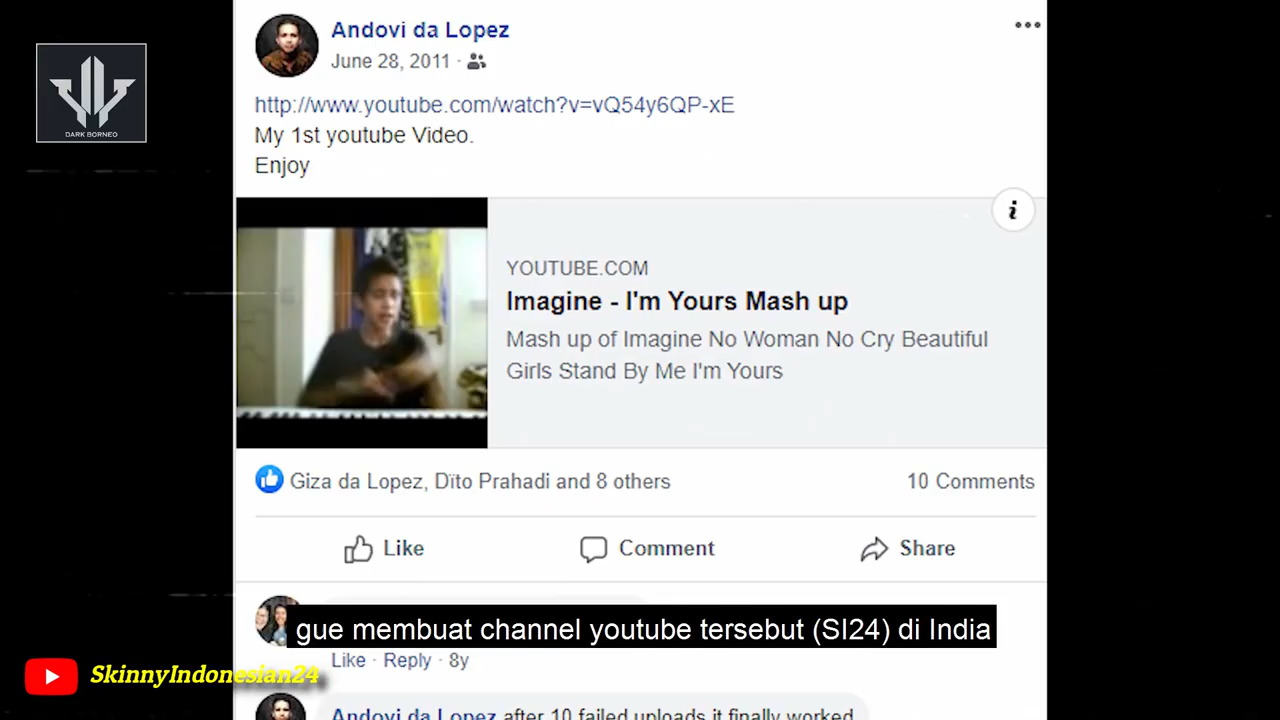 Andovi da Lopez
June 28, 2011 ·
DARK BORNEO
http://www.youtube.com/watch?v=vQ54y6QP-xE
My 1st youtube Video.
Enjoy
YOUTUBE.COM
Imagine - I'm Yours Mash up
Mash up of Imagine No Woman No Cry Beautiful
Girls Stand By Me I'm Yours
Giza da Lopez, Dïto Prahadi and 8 others
10 Comments
Like
Comment
Share
gue membuat channel youtube tersebut (SI24) di India
Like · Reply · 8y
SkinnyIndonesian24
Andovi da Lopez after 10 failed uploads it finally worked